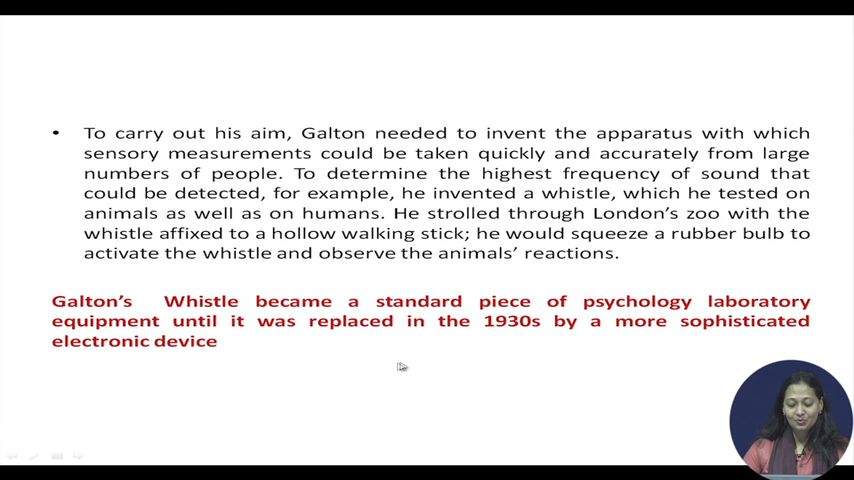 • To carry out his aim, Galton needed to invent the apparatus with which
sensory measurements could be taken quickly and accurately from large
numbers of people. To determine the highest frequency of sound that
could be detected, for example, he invented a whistle, which he tested on
animals as well as on humans. He strolled through London’s zoo with the
whistle affixed to a hollow walking stick; he would squeeze a rubber bulb to
activate the whistle and observe the animals’ reactions.
Galton’s Whistle became a standard piece of psychology laboratory
equipment until it was replaced in the 1930s by a more sophisticated
electronic device